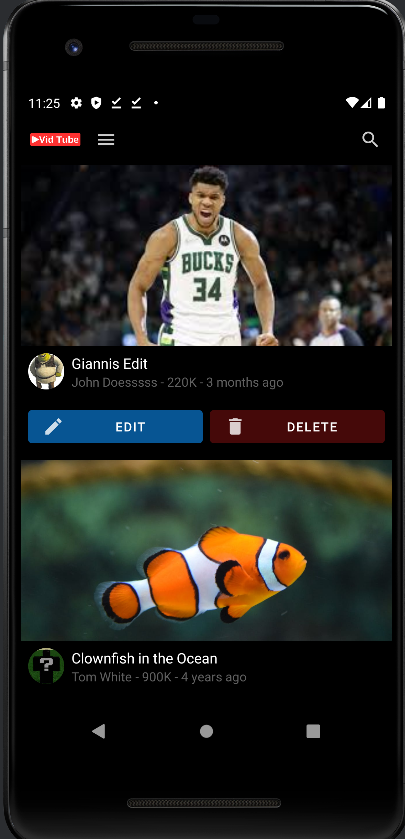 11:25
Vid Tube
BUCKS
34
Giannis Edit
John Doesssss - 220K - 3 months ago
EDIT
DELETE
?
Clownfish in the Ocean
Tom White - 900K - 4 years ago